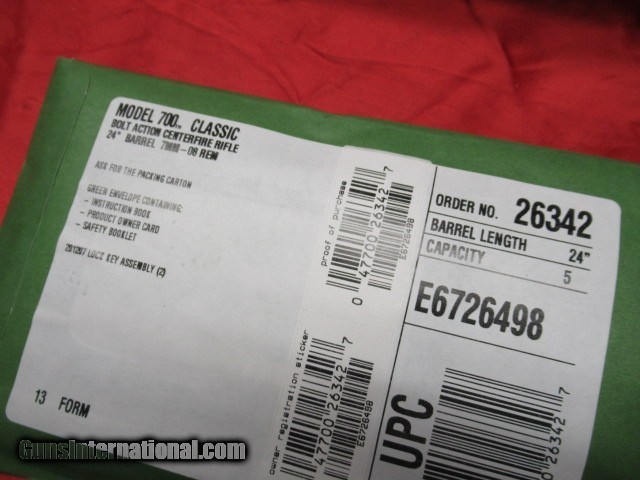 MODEL 700™ CLASSIC
BOLT ACTION CENTERFIRE RIFLE
24" BARREL 7MM-08 REM
ASK FOR THE PACKING CARTON
GREEN ENVELOPE CONTAINING:
- INSTRUCTION BOOK
- PRODUCT OWNER CARD
- SAFETY BOOKLET
291297 LOCK KEY ASSEMBLY (2)
13 FORM
proof of purchase
0 47700 26342 7
E6726498
owner registration sticker
47700 26342 7
E6726498
ORDER NO. 26342
BARREL LENGTH 24"
CAPACITY 5
E6726498
UPC
26342 7
GunsInternational.com